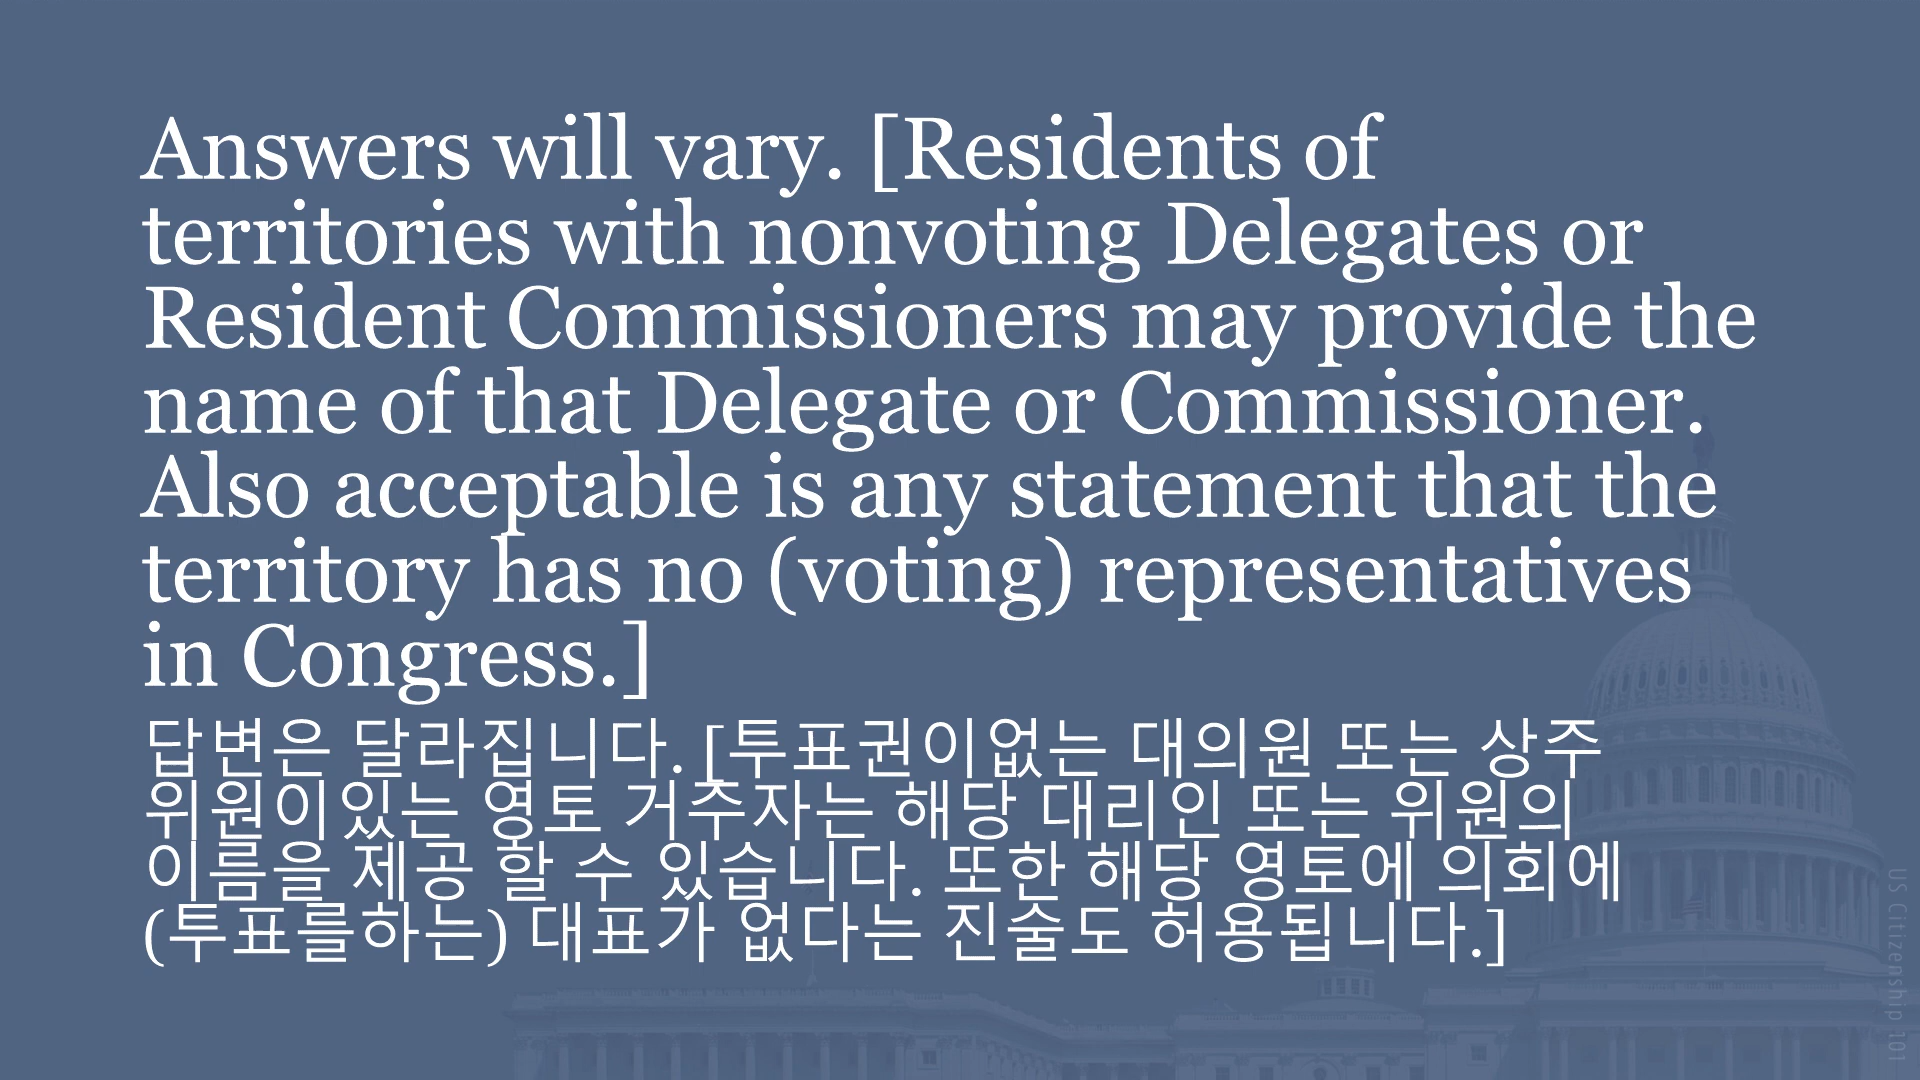 Answers will vary. [Residents of
territories with nonvoting Delegates or
Resident Commissioners may provide the
name of that Delegate or Commissioner.
Also acceptable is any statement that the
territory has no (voting) representatives
in Congress.]
답변은 달라집니다. [투표권이없는 대의원 또는 상주
위원이있는 영토 거주자는 해당 대리인 또는 위원의
이름을 제공 할 수 있습니다. 또한 해당 영토에 의회에
(투표를하는) 대표가 없다는 진술도 허용됩니다.]
US Citizenship 101